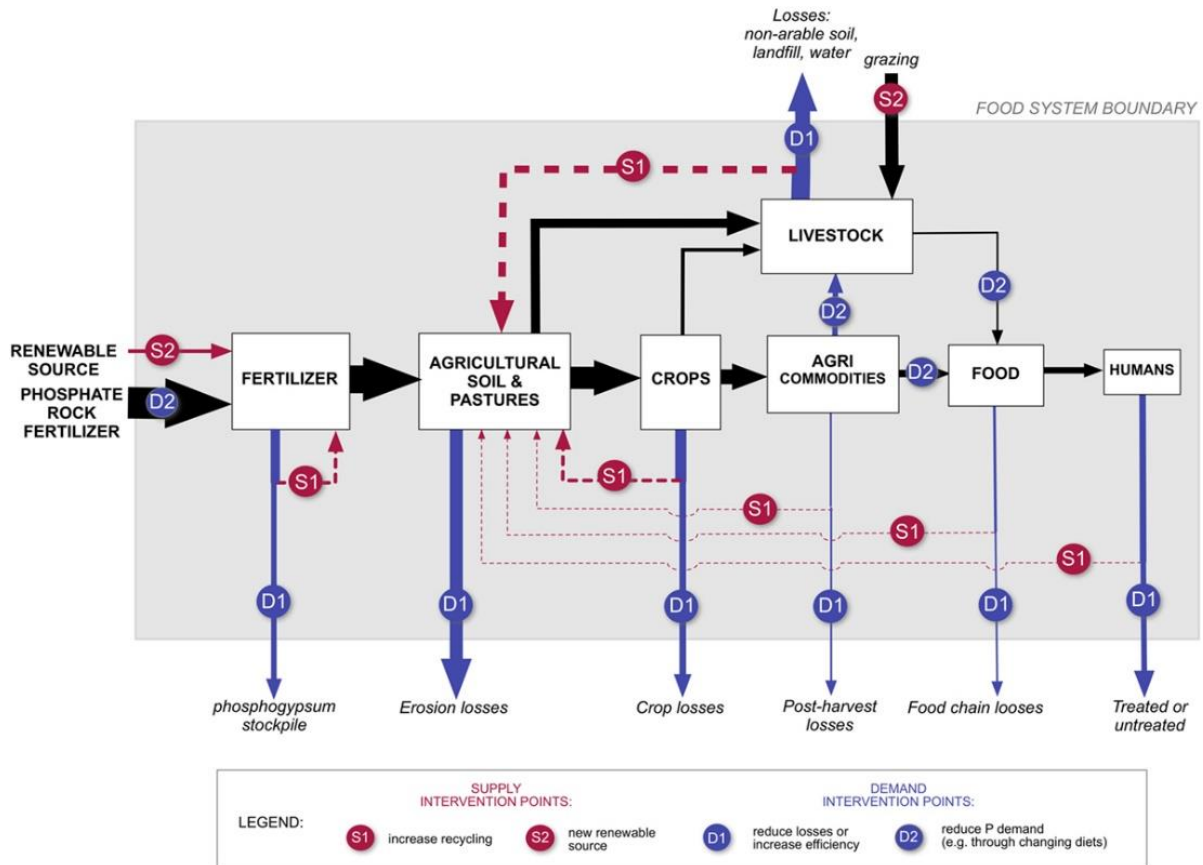 Losses:
non-arable soil,
landfill, water
grazing
S2
FOOD SYSTEM BOUNDARY
D1
S1
LIVESTOCK
D2
D2
RENEWABLE
SOURCE
S2
PHOSPHATE
ROCK
FERTILIZER
D2
FERTILIZER
AGRICULTURAL
SOIL &
PASTURES
CROPS
AGRI
COMMODITIES
D2
FOOD
HUMANS
S1
S1
S1
S1
S1
D1
D1
D1
D1
D1
D1
phosphogypsum
stockpile
Erosion losses
Crop losses
Post-harvest
losses
Food chain looses
Treated or
untreated
LEGEND:
SUPPLY
INTERVENTION POINTS:
S1 increase recycling
S2 new renewable
source
DEMAND
INTERVENTION POINTS:
D1 reduce losses or
increase efficiency
D2 reduce P demand
(e.g. through changing diets)